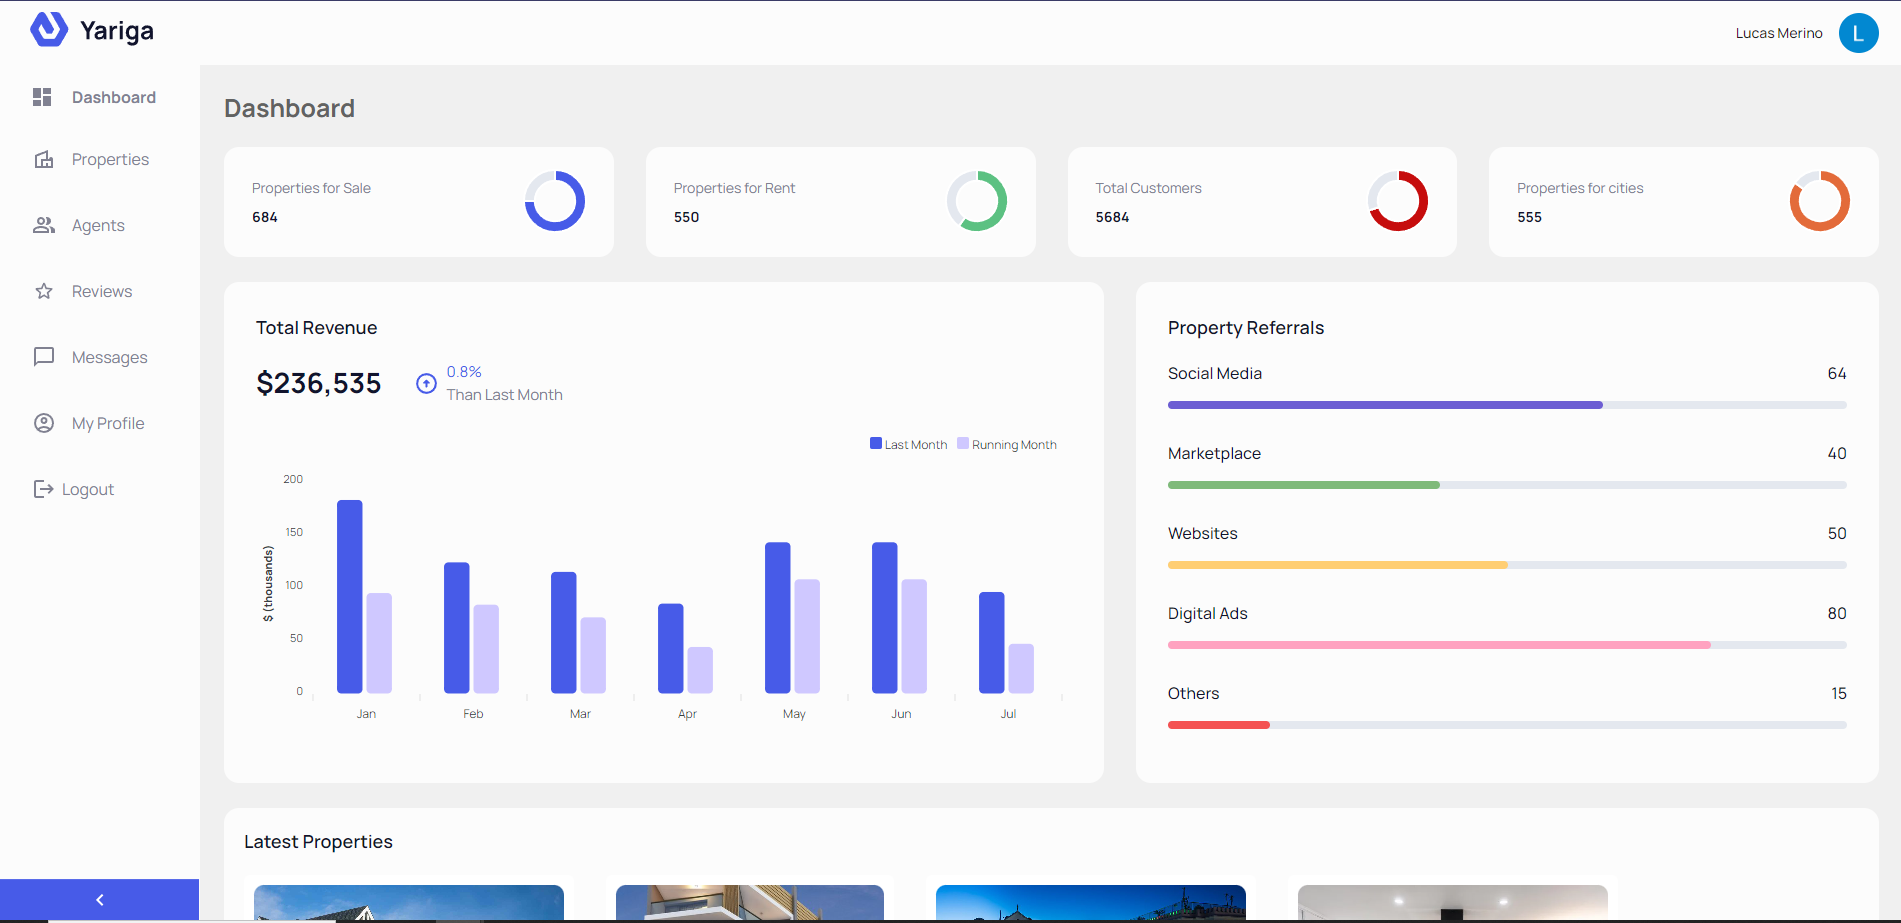 Yariga
Lucas Merino
L
Dashboard
Properties
Agents
Reviews
Messages
My Profile
Logout
Dashboard
Properties for Sale
684
Properties for Rent
550
Total Customers
5684
Properties for cities
555
Total Revenue
$236,535
0.8%
Than Last Month
Last Month
Running Month
$ (thousands)
200
150
100
50
0
Jan
Feb
Mar
Apr
May
Jun
Jul
Property Referrals
Social Media
64
Marketplace
40
Websites
50
Digital Ads
80
Others
15
Latest Properties